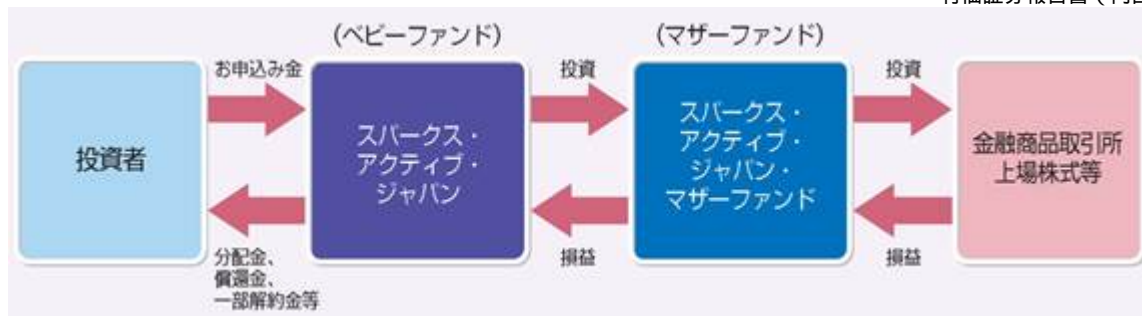 (ベビーファンド)
(マザーファンド)
お申込み金
投資
投資
投資者
スパークス・
アクティブ・
ジャパン
スパークス・
アクティブ・
ジャパン・
マザーファンド
金融商品取引所
上場株式等
分配金、
償還金、
一部解約金等
損益
損益